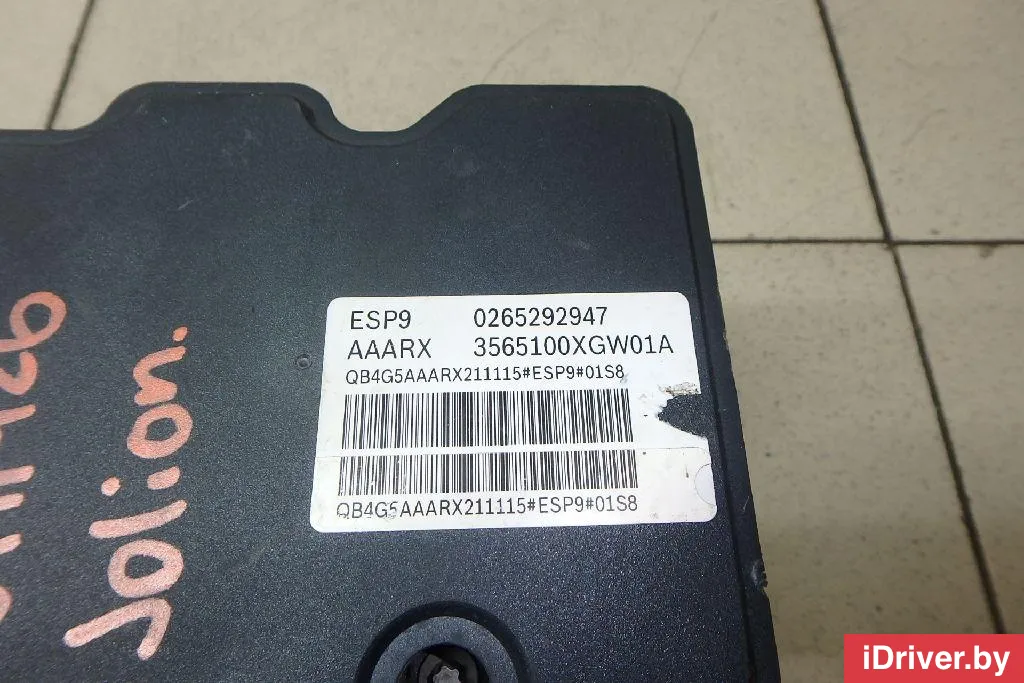 ESP9 0265292947
AAARX 3565100XGW01A
QB4G5AAARX211115#ESP9#01S8
QB4G5AAARX211115#ESP9#01S8
Jolion.
iDriver.by